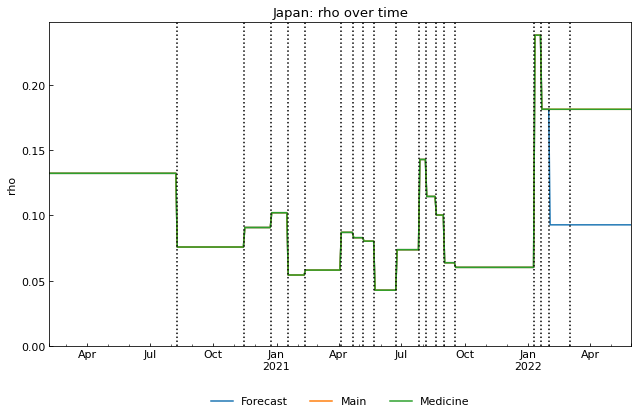 Japan: rho over time
rho
0.20
0.15
0.10
0.05
0.00
Apr Jul Oct Jan Apr Jul Oct Jan Apr
2021 2022
Forecast Main Medicine